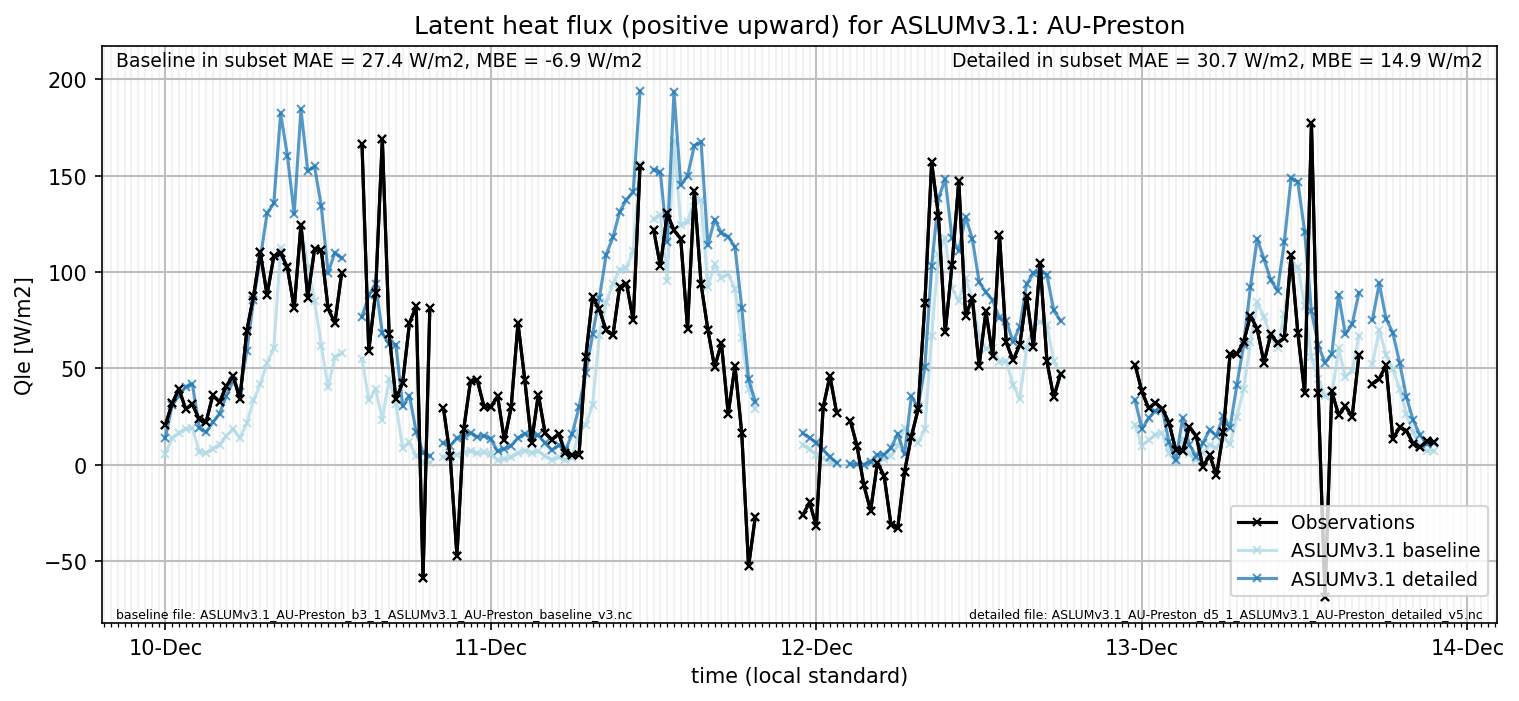 Latent heat flux (positive upward) for ASLUMv3.1: AU-Preston
Baseline in subset MAE = 27.4 W/m2, MBE = -6.9 W/m2
Detailed in subset MAE = 30.7 W/m2, MBE = 14.9 W/m2
Qle [W/m2]
200
150
100
50
0
−50
Observations
ASLUMv3.1 baseline
ASLUMv3.1 detailed
baseline file: ASLUMv3.1_AU-Preston_b3_1_ASLUMv3.1_AU-Preston_baseline_v3.nc
detailed file: ASLUMv3.1_AU-Preston_d5_1_ASLUMv3.1_AU-Preston_detailed_v5.nc
10-Dec
11-Dec
12-Dec
13-Dec
14-Dec
time (local standard)